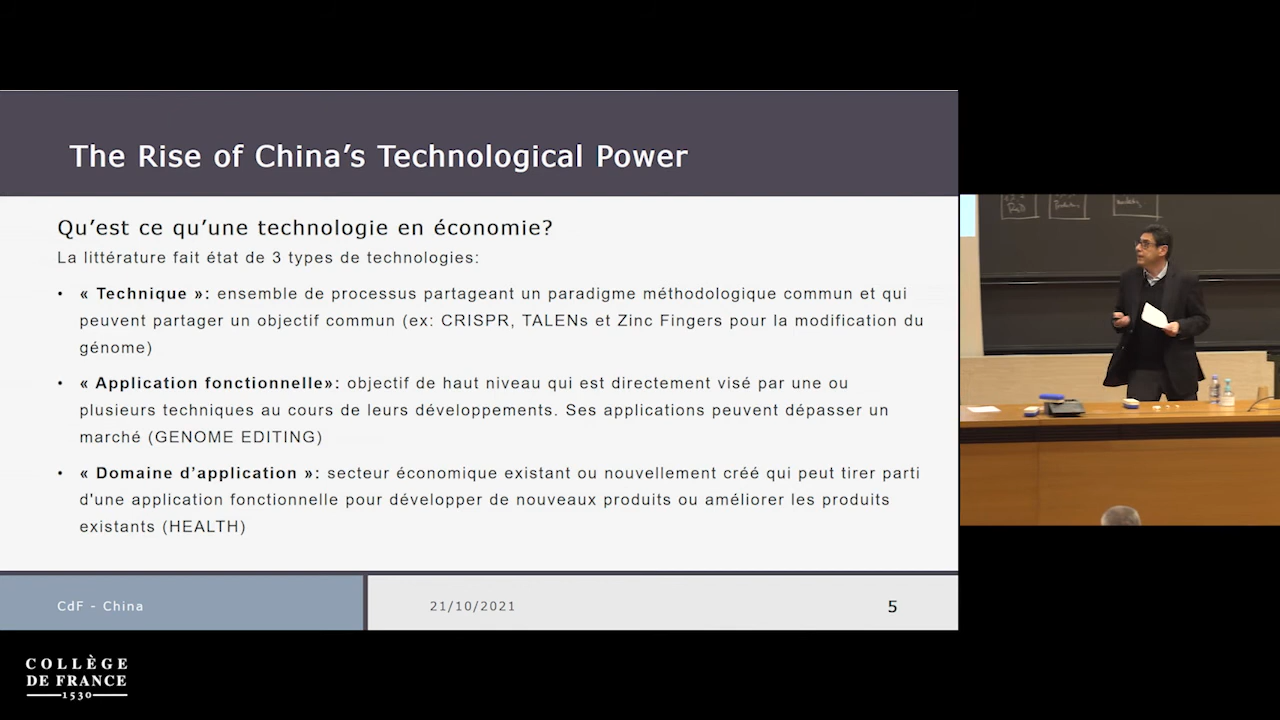 The Rise of China's Technological Power
Qu'est ce qu'une technologie en économie?
La littérature fait état de 3 types de technologies:
• « Technique »: ensemble de processus partageant un paradigme méthodologique commun et qui
peuvent partager un objectif commun (ex: CRISPR, TALENs et Zinc Fingers pour la modification du
génome)
• « Application fonctionnelle»: objectif de haut niveau qui est directement visé par une ou
plusieurs techniques au cours de leurs développements. Ses applications peuvent dépasser un
marché (GENOME EDITING)
• « Domaine d'application »: secteur économique existant ou nouvellement créé qui peut tirer parti
d'une application fonctionnelle pour développer de nouveaux produits ou améliorer les produits
existants (HEALTH)
CdF - China
21/10/2021
5
COLLÈGE
DE FRANCE
1530